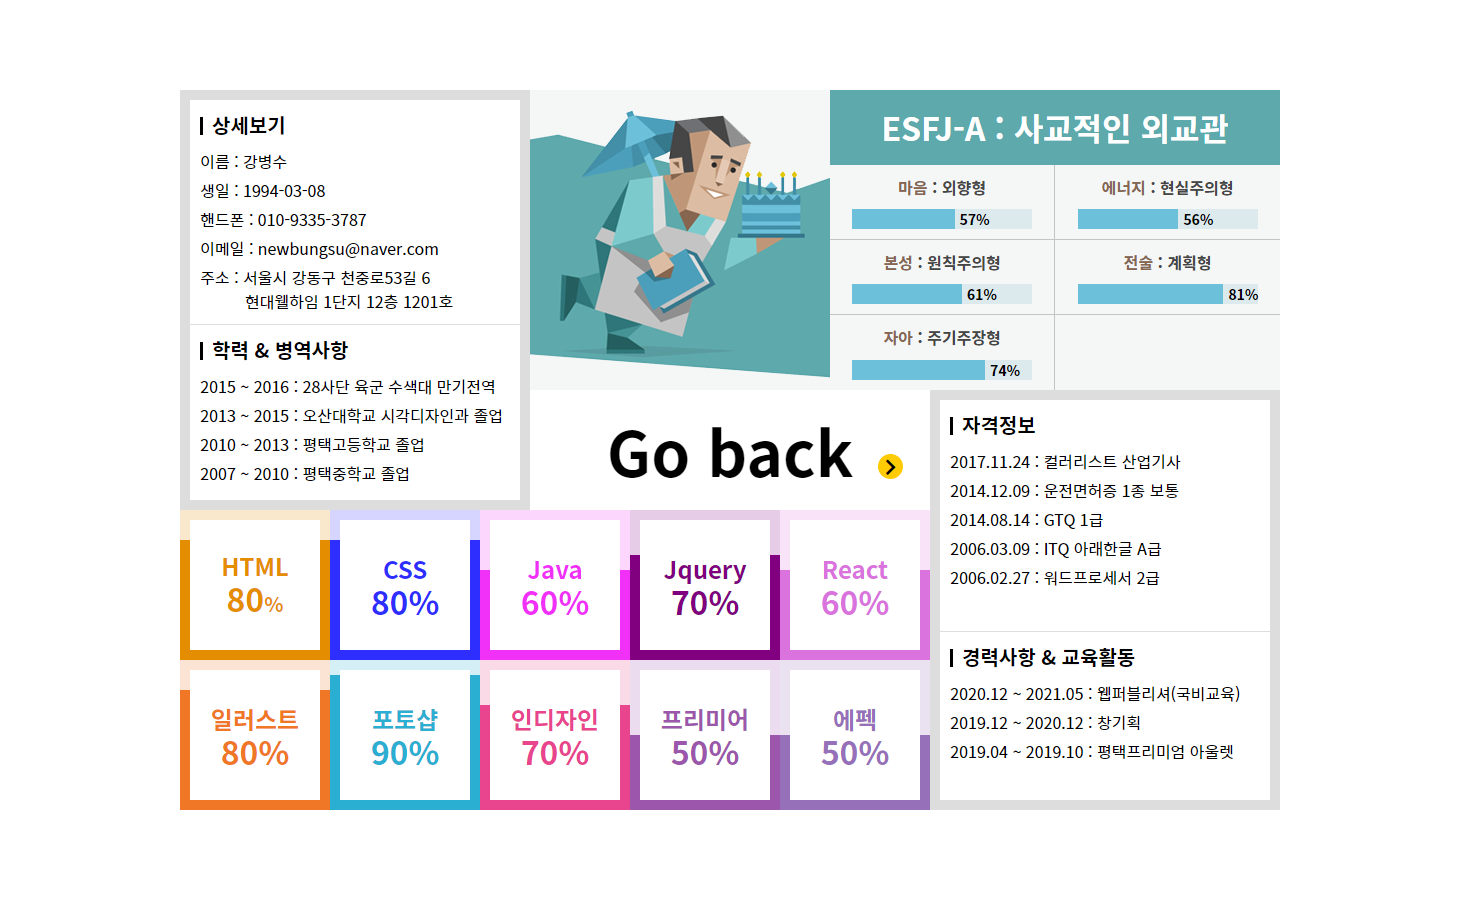 상세보기
이름 : 강병수
생일 : 1994-03-08
핸드폰 : 010-9335-3787
이메일 : newbungsu@naver.com
주소 : 서울시 강동구 천중로53길 6
현대웰하임 1단지 12층 1201호
학력 & 병역사항
2015 ~ 2016 : 28사단 육군 수색대 만기전역
2013 ~ 2015 : 오산대학교 시각디자인과 졸업
2010 ~ 2013 : 평택고등학교 졸업
2007 ~ 2010 : 평택중학교 졸업
ESFJ-A : 사교적인 외교관
마음 : 외향형
57%
에너지 : 현실주의형
56%
본성 : 원칙주의형
61%
전술 : 계획형
81%
자아 : 주기주장형
74%
Go back
자격정보
2017.11.24 : 컬러리스트 산업기사
2014.12.09 : 운전면허증 1종 보통
2014.08.14 : GTQ 1급
2006.03.09 : ITQ 아래한글 A급
2006.02.27 : 워드프로세서 2급
경력사항 & 교육활동
2020.12 ~ 2021.05 : 웹퍼블리셔(국비교육)
2019.12 ~ 2020.12 : 창기획
2019.04 ~ 2019.10 : 평택프리미엄 아울렛
HTML
80%
CSS
80%
Java
60%
Jquery
70%
React
60%
일러스트
80%
포토샵
90%
인디자인
70%
프리미어
50%
에펙
50%